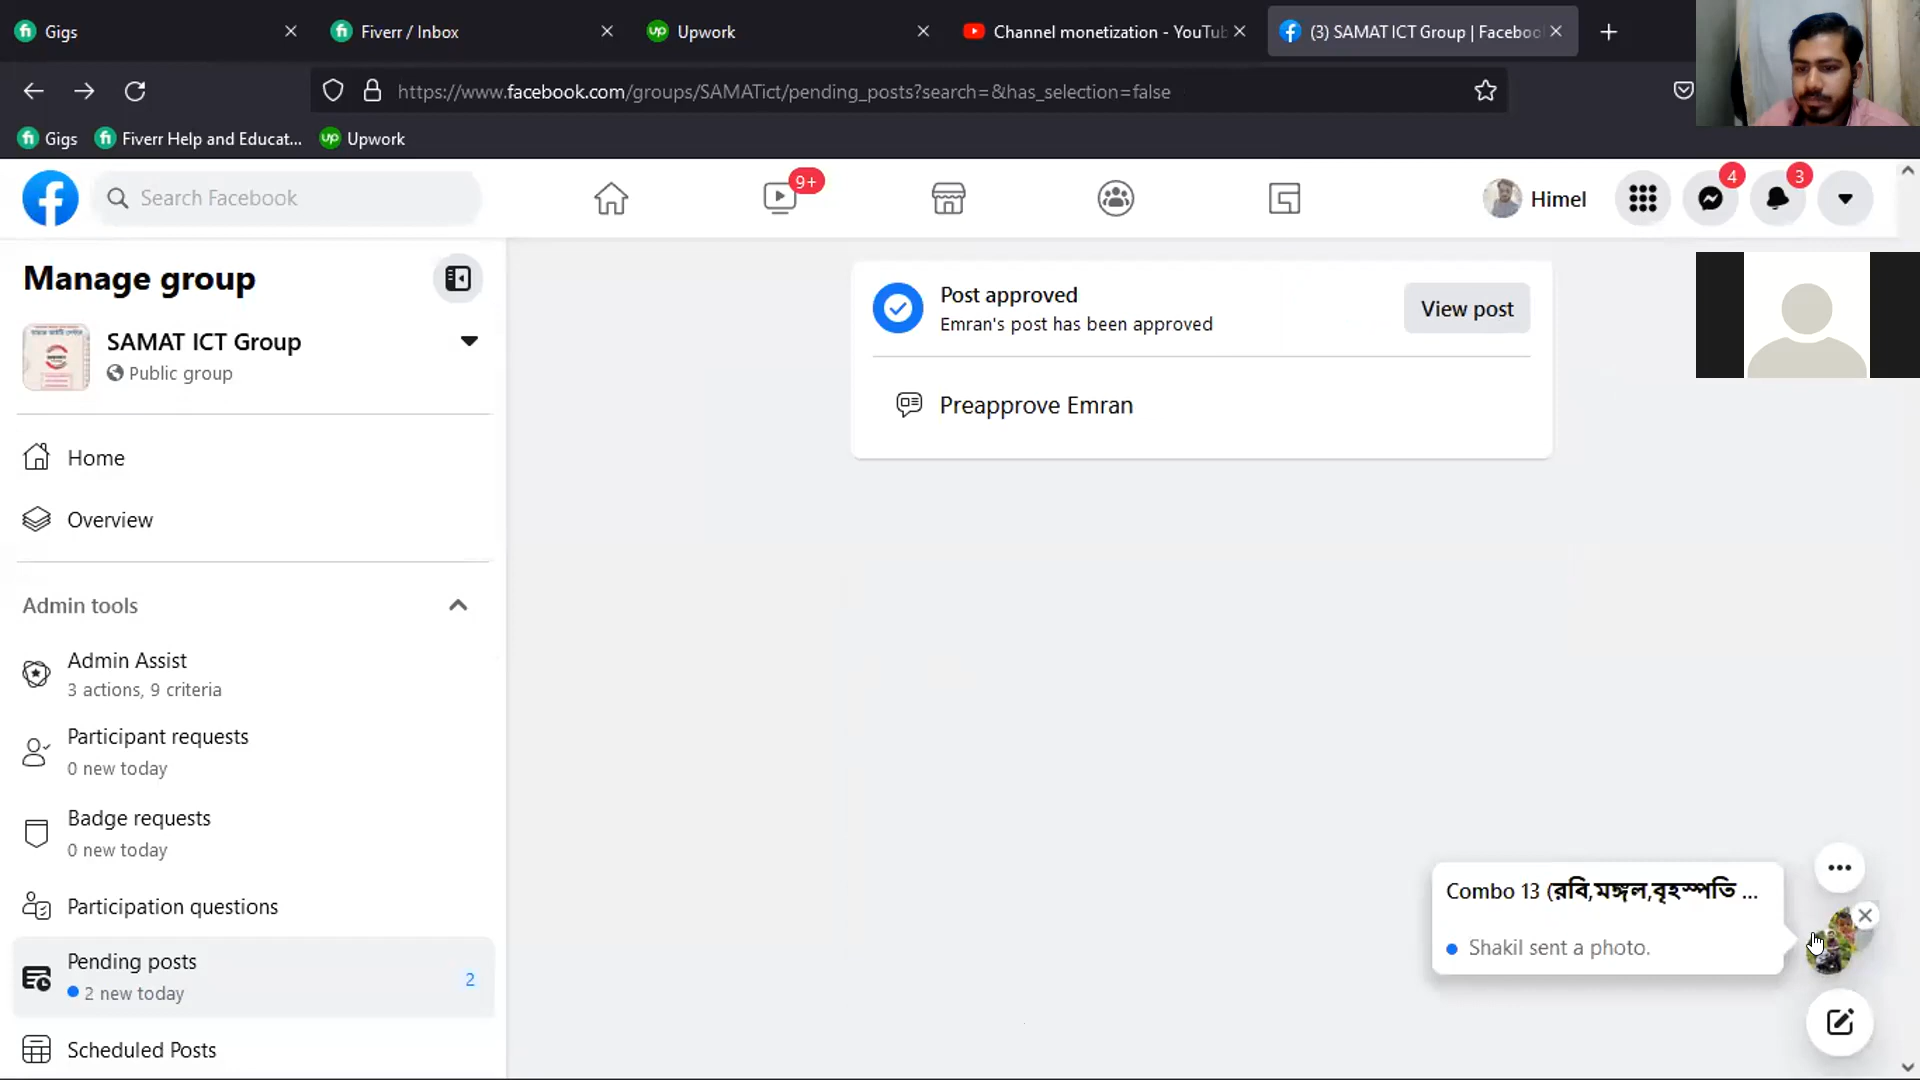 Gigs
Fiverr / Inbox
Upwork
Channel monetization - YouTub
(3) SAMAT ICT Group | Faceboo
https://www.facebook.com/groups/SAMATict/pending_posts?search=&has_selection=false
Gigs
Fiverr Help and Educat...
Upwork
Search Facebook
9+
Himel
4
3
Manage group
SAMAT ICT Group
Public group
Home
Overview
Admin tools
Admin Assist
3 actions, 9 criteria
Participant requests
0 new today
Badge requests
0 new today
Participation questions
Pending posts
2 new today
2
Scheduled Posts
Post approved
Emran's post has been approved
View post
Preapprove Emran
Combo 13 (রবি,মঙ্গল,বৃহস্পতি ...
Shakil sent a photo.